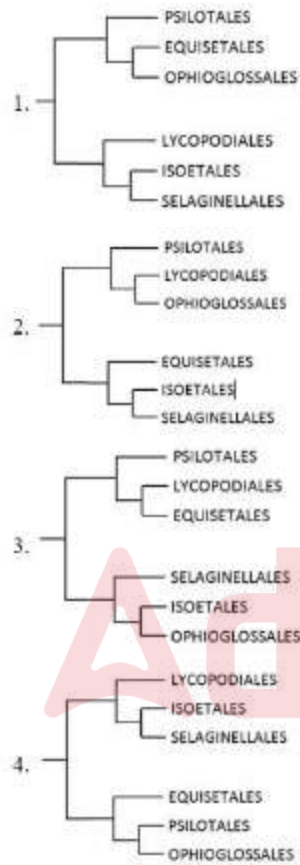 PSILOTALES
EQUISETALES
OPHIOGLOSSALES
1.
LYCOPODIALES
ISOETALES
SELAGINELLALES
PSILOTALES
LYCOPODIALES
OPHIOGLOSSALES
2.
EQUISETALES
ISOETALES
SELAGINELLALES
PSILOTALES
LYCOPODIALES
EQUISETALES
3.
SELAGINELLALES
ISOETALES
OPHIOGLOSSALES
LYCOPODIALES
ISOETALES
SELAGINELLALES
4.
EQUISETALES
PSILOTALES
OPHIOGLOSSALES